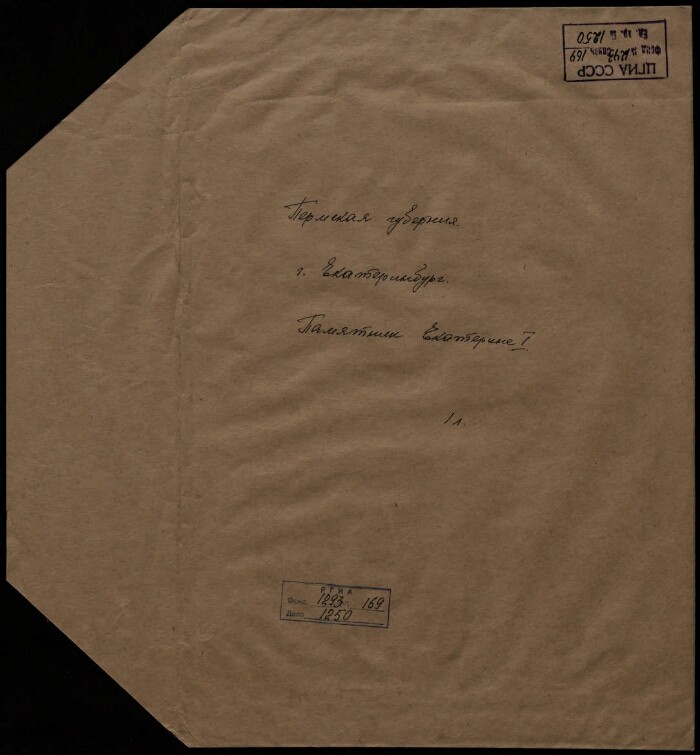 ЦГИА СССР
Фонд № 1293 опись 169
Ед. хр. № 1250
Пермская губерния.
г. Екатеринбург.
Памятник Екатерине I
1 л.
РГИА
Фонд 1293 оп. 169
Дело 1250